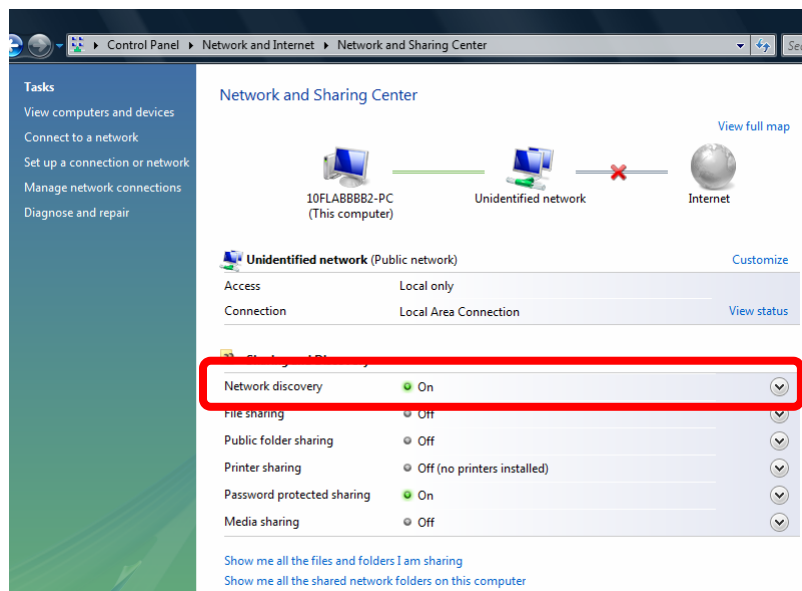 Control Panel Network and Internet Network and Sharing Center
Tasks
View computers and devices
Connect to a network
Set up a connection or network
Manage network connections
Diagnose and repair
Network and Sharing Center
View full map
10FLABBBB2-PC
(This computer)
Unidentified network
Internet
Unidentified network (Public network) Customize
Access Local only
Connection Local Area Connection View status
Network discovery On
File sharing Off
Public folder sharing Off
Printer sharing Off (no printers installed)
Password protected sharing On
Media sharing Off
Show me all the files and folders I am sharing
Show me all the shared network folders on this computer